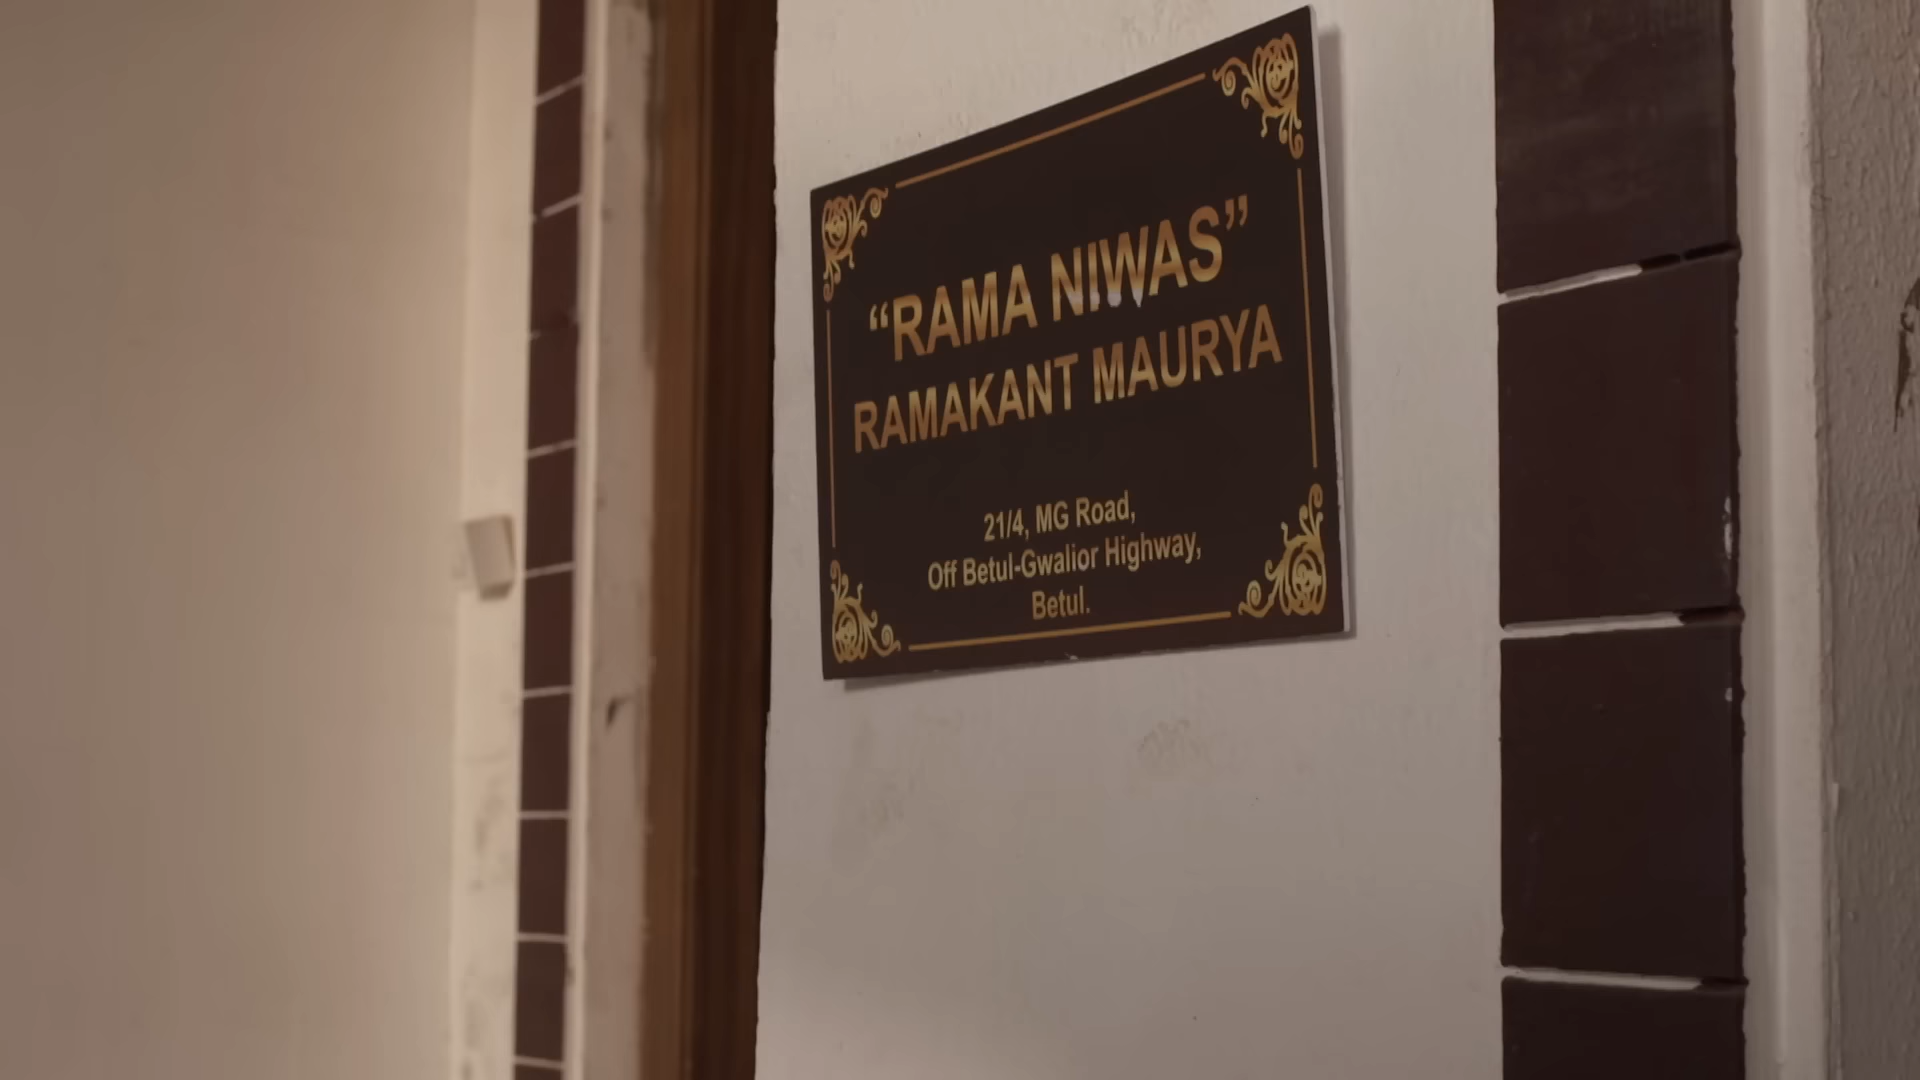 “RAMA NIWAS”
RAMAKANT MAURYA
21/4, MG Road,
Off Betul-Gwalior Highway,
Betul.